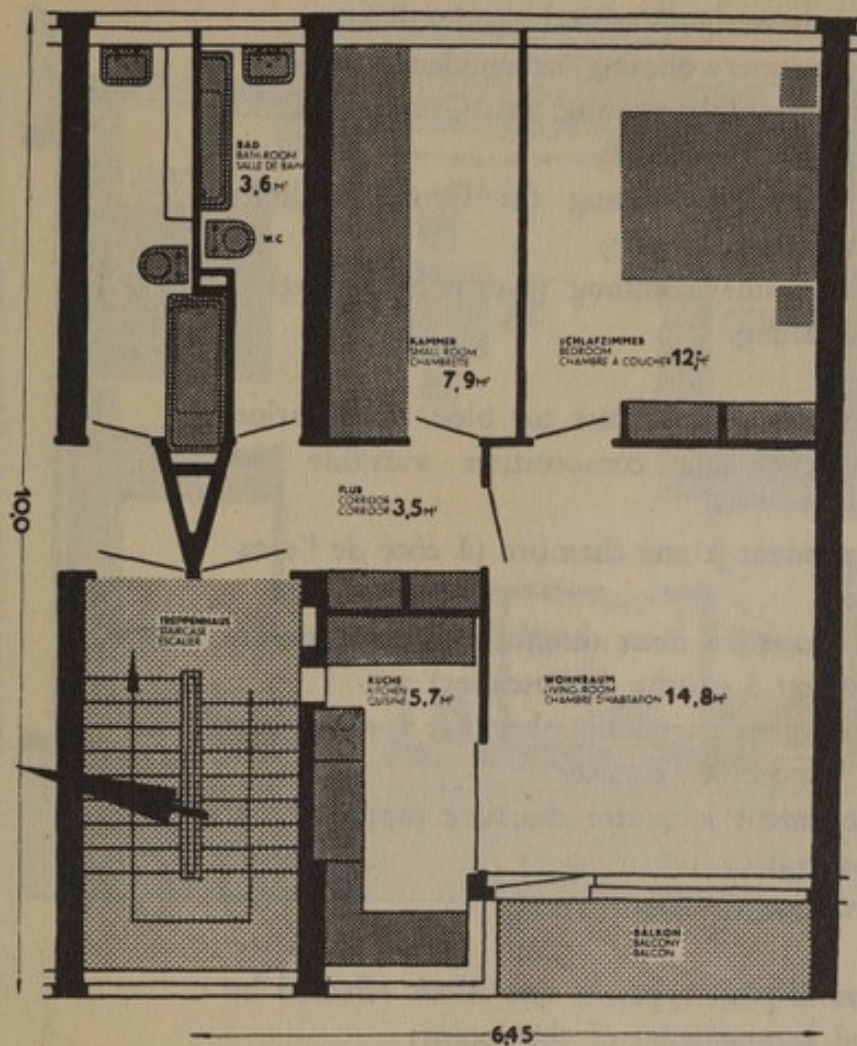 BAD
BATH-ROOM
SALLE DE BAIN
3,6 M²
W.C
KAMMER
SMALL ROOM
CHAMBRETTE
7,9 M²
SCHLAFZIMMER
BEDROOM
CHAMBRE A COUCHER
M²
10,0
FLUR
CORRIDOR
CORRIDOR 3,5 M²
TREPPENHAUS
STAIRCASE
ESCALIER
KÜCHE
KITCHEN
CUISINE 5,7 M²
WOHNRAUM
LIVING-ROOM
CHAMBRE D'HABITATION 14,8 M²
BALKON
BALCONY
BALCON
6,45